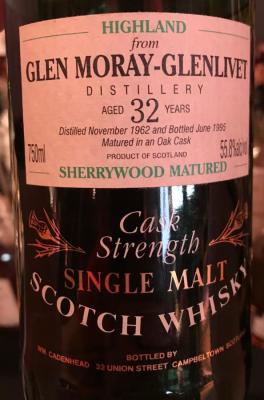 HIGHLAND
from
GLEN MORAY-GLENLIVET
DISTILLERY
AGED 32 YEARS
Distilled November 1962 and Bottled June 1995
Matured in an Oak Cask
750ml PRODUCT OF SCOTLAND 55.8%alc/vol
SHERRYWOOD MATURED
Cask
Strength
SINGLE MALT
SCOTCH WHISKY
BOTTLED BY
WM. CADENHEAD 32 UNION STREET CAMPBELTOWN SCOTLAND